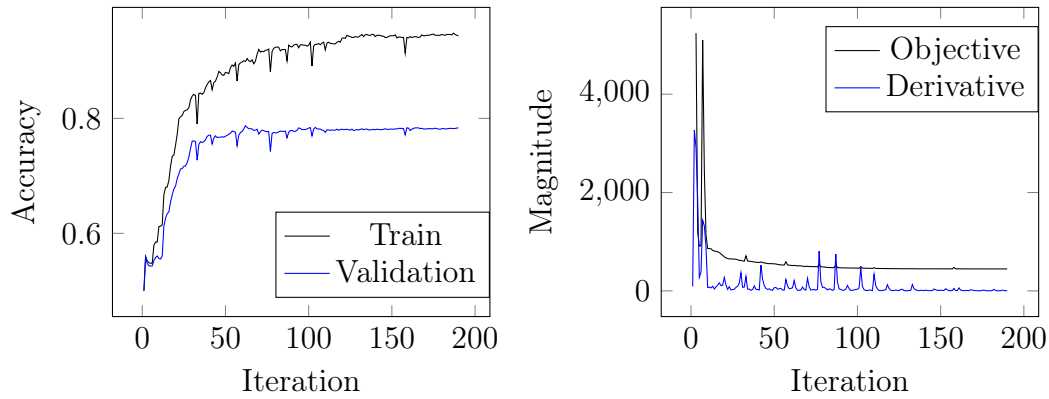 0.6
0.8
Accuracy
0
50
100
150
200
Iteration
Train
Validation
0
2,000
4,000
Magnitude
0
50
100
150
200
Iteration
Objective
Derivative